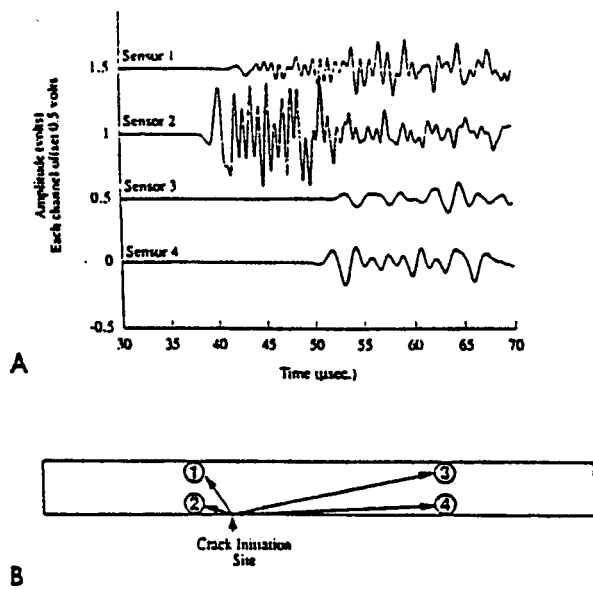 Amplitude (volts)
Each channel offset 0.5 volts
1.5
1
0.5
0
-0.5
Sensur 1
Sensor 2
Sensor 3
Sensor 4
30 35 40 45 50 55 60 65 70
Time (μsec.)
A
1
2
3
4
Crack Initiation
Site
B